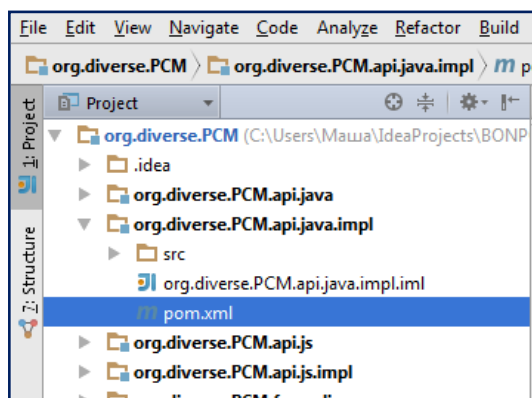 File Edit View Navigate Code Analyze Refactor Build
org.diverse.PCM org.diverse.PCM.api.java.impl m
Project
1: Project
org.diverse.PCM (C:\Users\Маша\IdeaProjects\BONP
.idea
org.diverse.PCM.api.java
org.diverse.PCM.api.java.impl
src
org.diverse.PCM.api.java.impl.iml
m pom.xml
7: Structure
org.diverse.PCM.api.js
org.diverse.PCM.api.js.impl